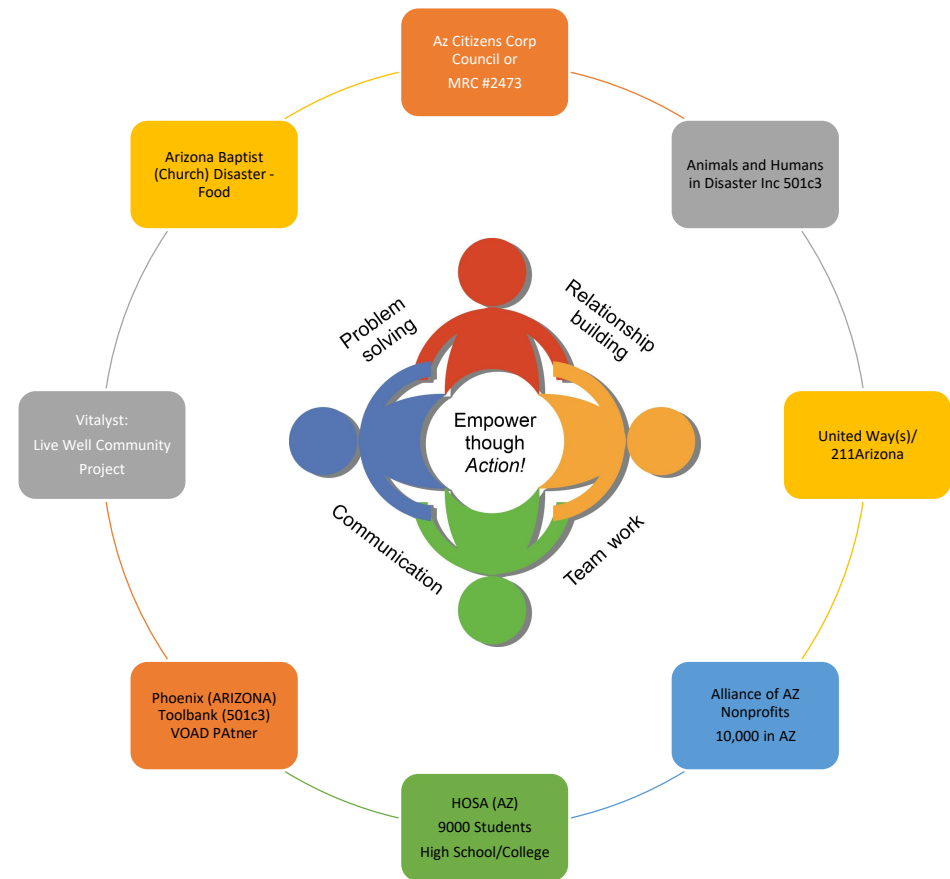 Az Citizens Corp
Council or
MRC #2473
Arizona Baptist
(Church) Disaster -
Food
Animals and Humans
in Disaster Inc 501c3
Problem
solving
Relationship
building
Vitalyst:
Live Well Community
Project
Empower
though
Action!
United Way(s)/
211Arizona
Communication
Team work
Phoenix (ARIZONA)
Toolbank (501c3)
VOAD PAtner
Alliance of AZ
Nonprofits
10,000 in AZ
HOSA (AZ)
9000 Students
High School/College